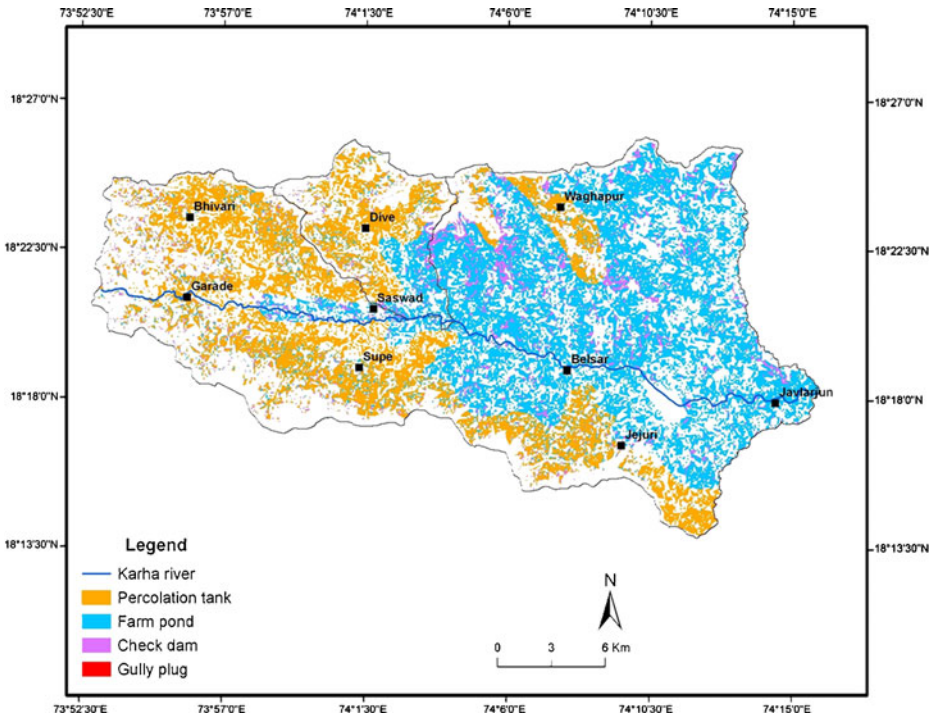 73°52'30"E 73°57'0"E 74°1'30"E 74°6'0"E 74°10'30"E 74°15'0"E
18°27'0"N 18°27'0"N
Waghapur
Bhivari
Dive
18°22'30"N 18°22'30"N
Garade
Saswad
Supe Belsar
18°18'0"N Javlarjun 18°18'0"N
Jejuri
18°13'30"N 18°13'30"N
Legend
Karha river
Percolation tank
Farm pond
Check dam
Gully plug
N
0 3 6 Km
73°52'30"E 73°57'0"E 74°1'30"E 74°6'0"E 74°10'30"E 74°15'0"E